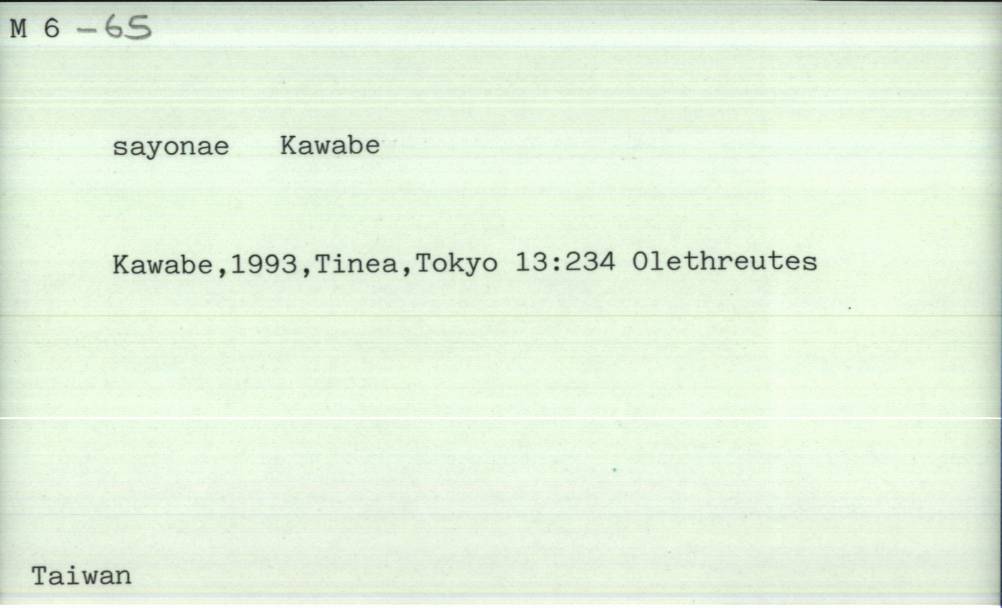 M 6 -65
sayonae Kawabe
Kawabe,1993,Tinea,Tokyo 13:234 Olethreutes
Taiwan